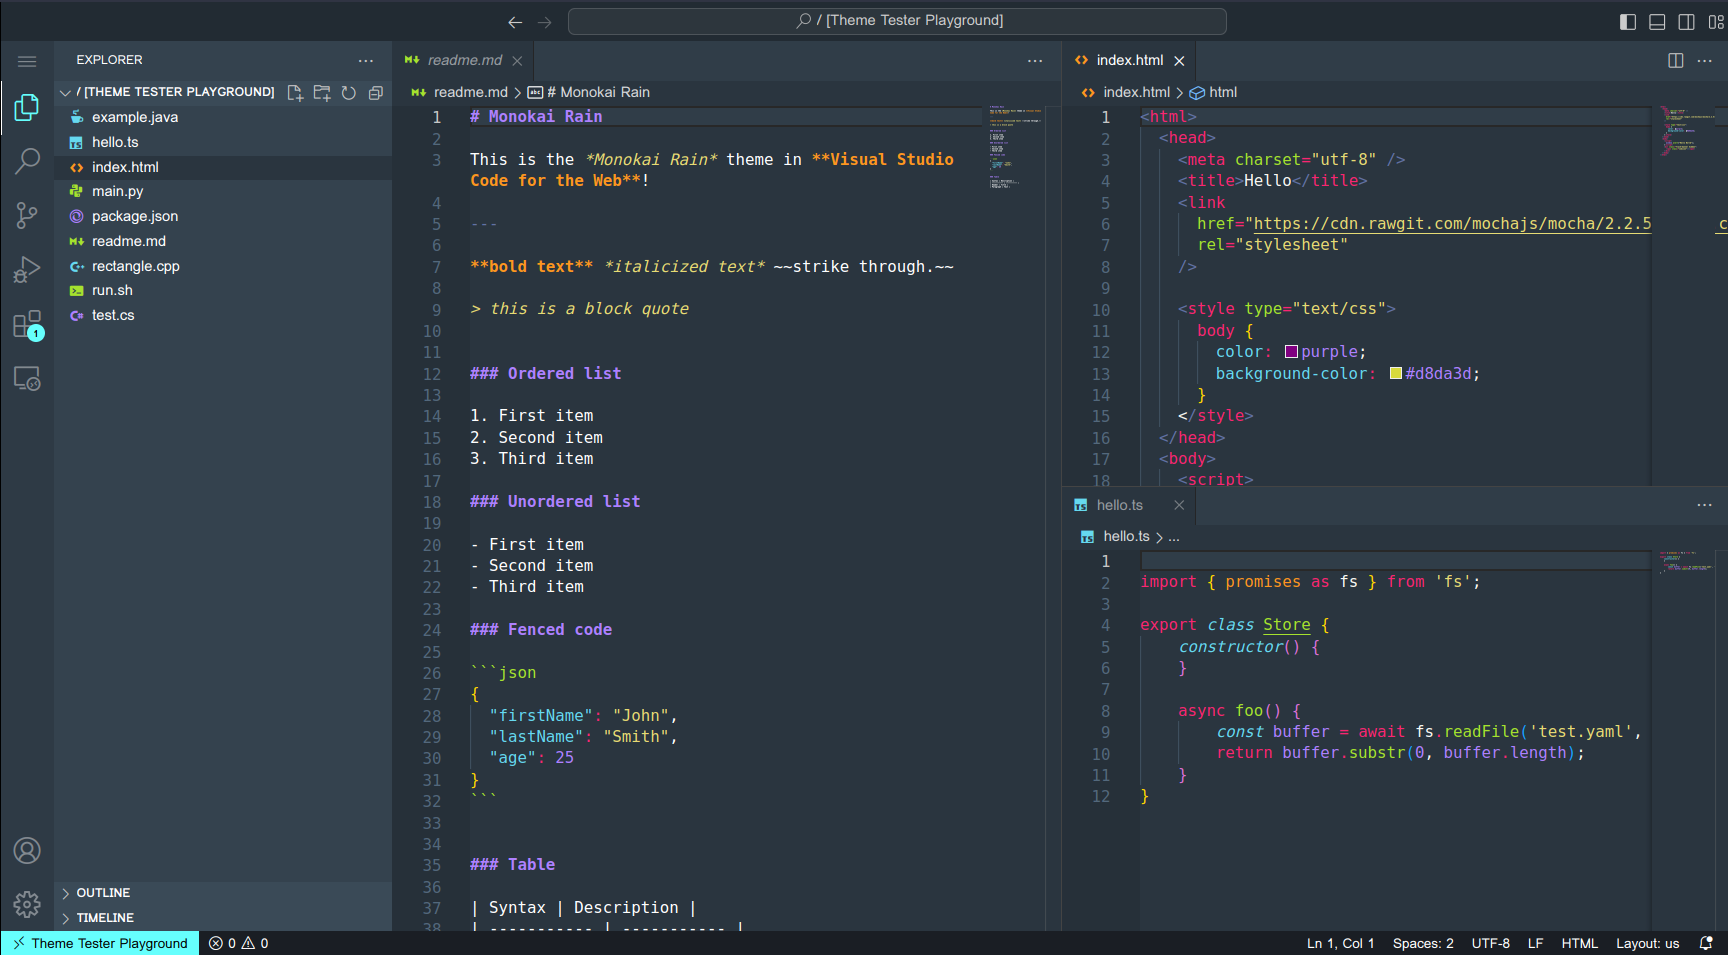 / [Theme Tester Playground]
EXPLORER
/ [THEME TESTER PLAYGROUND]
example.java
hello.ts
index.html
main.py
package.json
readme.md
rectangle.cpp
run.sh
test.cs
1
OUTLINE
TIMELINE
readme.md
readme.md > # Monokai Rain
1 # Monokai Rain
2
3 This is the *Monokai Rain* theme in **Visual Studio
Code for the Web**!
4
5 ---
6
7 **bold text** *italicized text* ~~strike through.~~
8
9 > this is a block quote
10
11
12 ### Ordered list
13
14 1. First item
15 2. Second item
16 3. Third item
17
18 ### Unordered list
19
20 - First item
21 - Second item
22 - Third item
23
24 ### Fenced code
25
26 ```json
27 {
28 "firstName": "John",
29 "lastName": "Smith",
30 "age": 25
31 }
32 ```
33
34
35 ### Table
36
37 | Syntax | Description |
38 | ----------- | ----------- |
index.html
index.html > html
1 <html>
2 <head>
3 <meta charset="utf-8" />
4 <title>Hello</title>
5 <link
6 href="https://cdn.rawgit.com/mochajs/mocha/2.2.5 c
7 rel="stylesheet"
8 />
9
10 <style type="text/css">
11 body {
12 color: purple;
13 background-color: #d8da3d;
14 }
15 </style>
16 </head>
17 <body>
18 <script>
TS hello.ts
TS hello.ts > ...
1
2 import { promises as fs } from 'fs';
3
4 export class Store {
5 constructor() {
6 }
7
8 async foo() {
9 const buffer = await fs.readFile('test.yaml',
10 return buffer.substr(0, buffer.length);
11 }
12 }
Theme Tester Playground 0 0
Ln 1, Col 1 Spaces: 2 UTF-8 LF HTML Layout: us